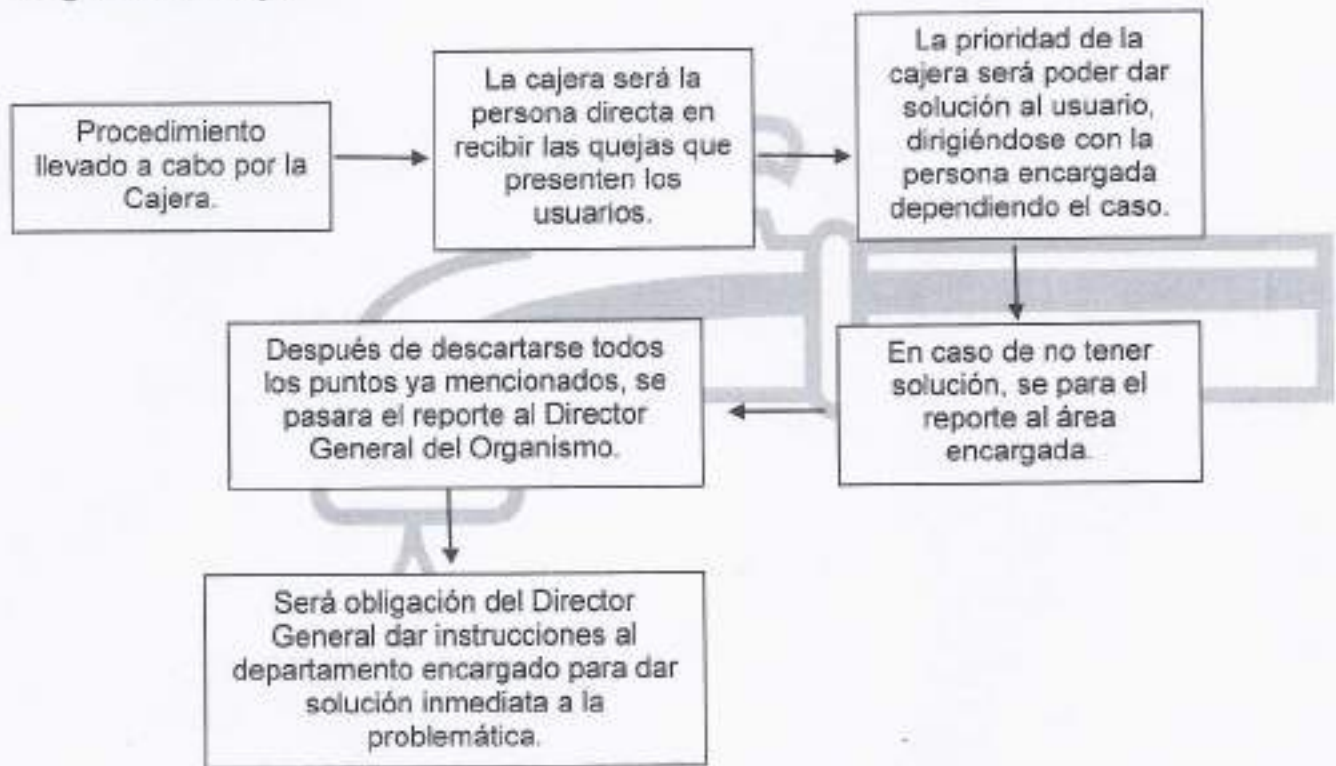 Procedimiento
llevado a cabo por la
Cajera.
La cajera será la
persona directa en
recibir las quejas que
presenten los
usuarios.
La prioridad de la
cajera será poder dar
solución al usuario,
dirigiéndose con la
persona encargada
dependiendo el caso.
En caso de no tener
solución, se para el
reporte al área
encargada.
Después de descartarse todos
los puntos ya mencionados, se
pasara el reporte al Director
General del Organismo.
Será obligación del Director
General dar instrucciones al
departamento encargado para dar
solución inmediata a la
problemática.